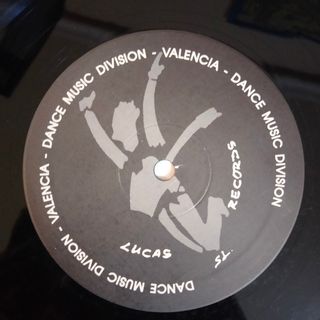 DANCE MUSIC DIVISION - VALENCIA - DANCE MUSIC DIVISION - VALENCIA - DANCE MUSIC DIVISION
LUCAS
RECORDS